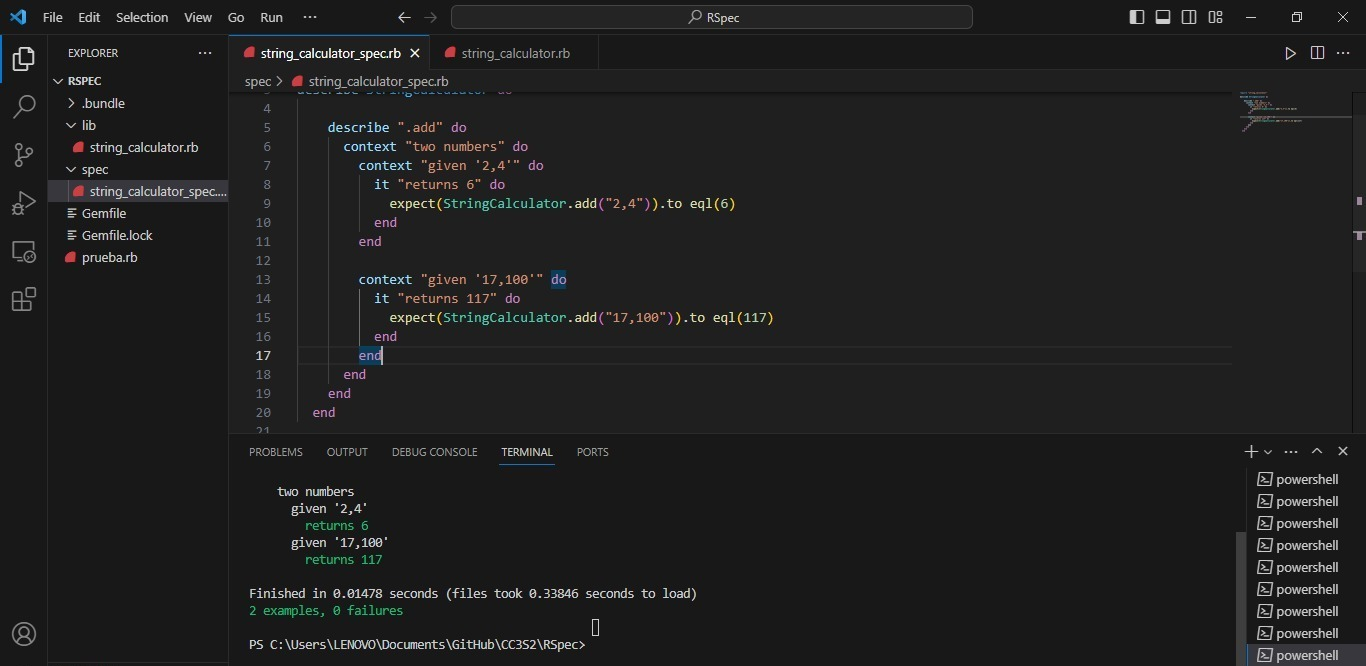 File Edit Selection View Go Run ···
RSpec
EXPLORER ···
RSPEC
.bundle
lib
string_calculator.rb
spec
string_calculator_spec....
Gemfile
Gemfile.lock
prueba.rb
string_calculator_spec.rb string_calculator.rb
spec > string_calculator_spec.rb
3 describe StringCalculator do
4
5 describe ".add" do
6 context "two numbers" do
7 context "given '2,4'" do
8 it "returns 6" do
9 expect(StringCalculator.add("2,4")).to eql(6)
10 end
11 end
12
13 context "given '17,100'" do
14 it "returns 117" do
15 expect(StringCalculator.add("17,100")).to eql(117)
16 end
17 end
18 end
19 end
20 end
21
PROBLEMS OUTPUT DEBUG CONSOLE TERMINAL PORTS
two numbers
given '2,4'
returns 6
given '17,100'
returns 117
Finished in 0.01478 seconds (files took 0.33846 seconds to load)
2 examples, 0 failures
PS C:\Users\LENOVO\Documents\GitHub\CC3S2\RSpec>
powershell
powershell
powershell
powershell
powershell
powershell
powershell
powershell
powershell